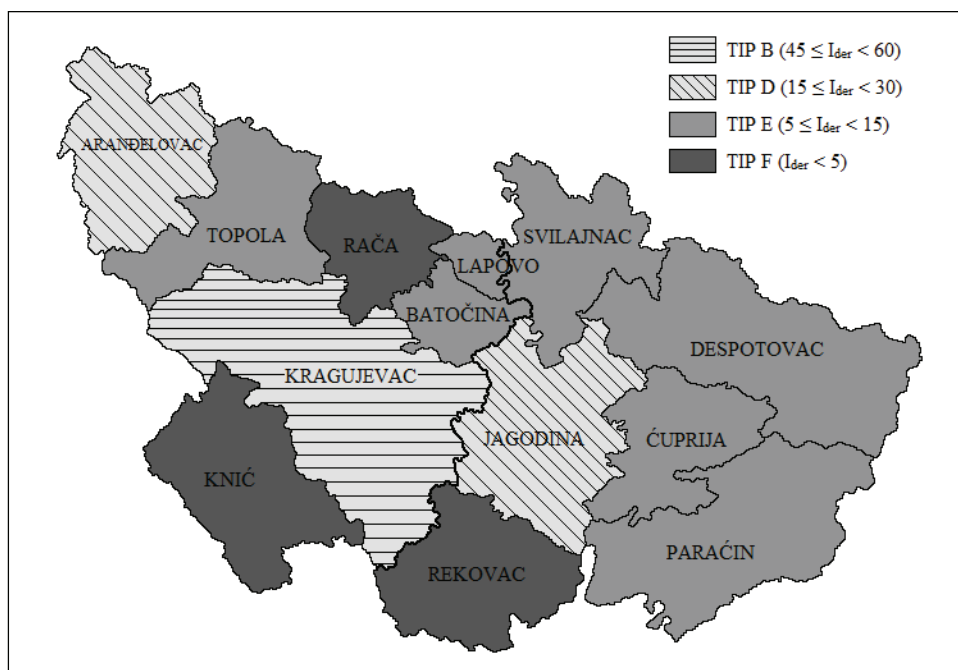 TIP B (45 ≤ Ider < 60)
TIP D (15 ≤ Ider < 30)
TIP E (5 ≤ Ider < 15)
TIP F (Ider < 5)
ARANĐELOVAC
TOPOLA
RAČA
SVILAJNAC
LAPOVO
BATOČINA
DESPOTOVAC
KRAGUJEVAC
JAGODINA
ĆUPRIJA
KNIĆ
PARAĆIN
REKOVAC